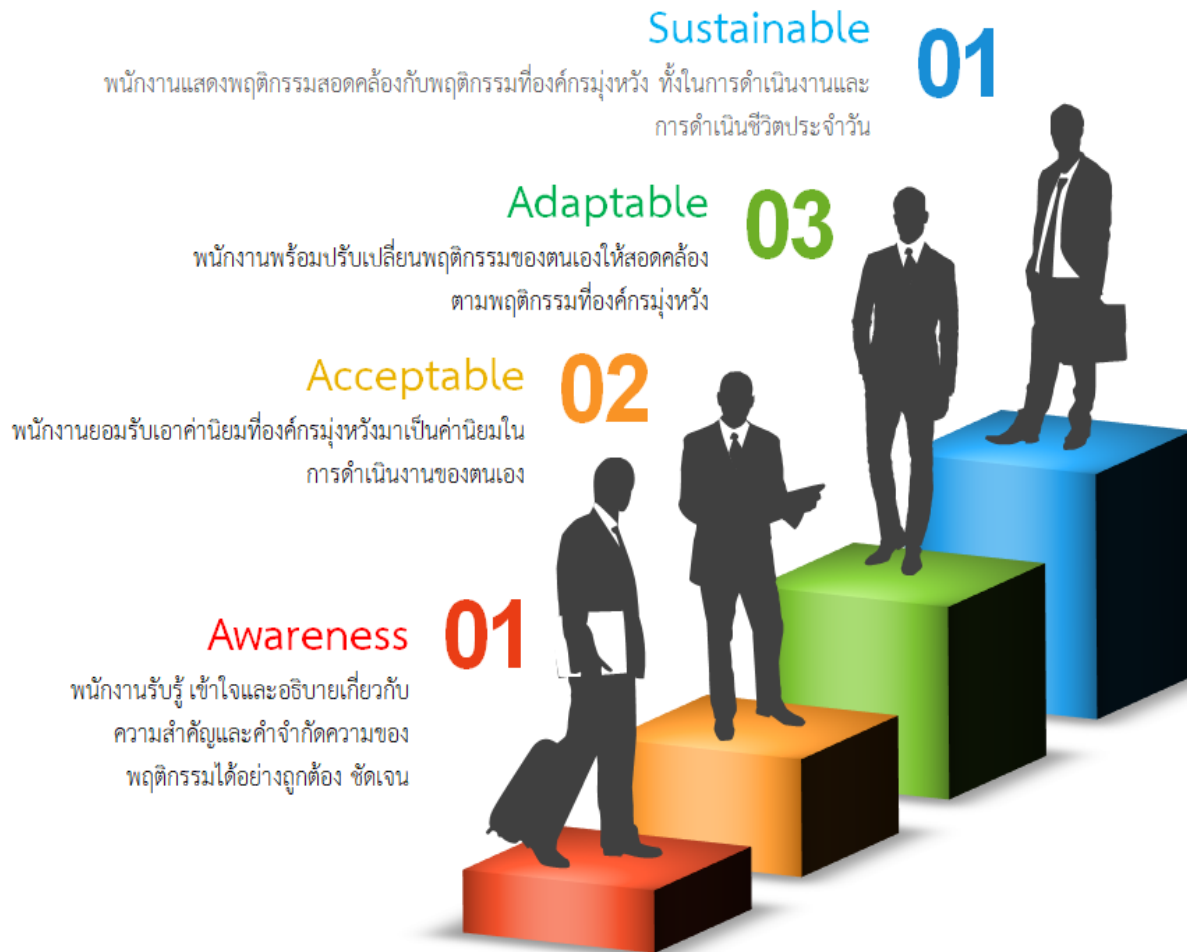 Sustainable 01
พนักงานแสดงพฤติกรรมสอดคล้องกับพฤติกรรมที่องค์กรมุ่งหวัง ทั้งในการดำเนินงานและ
การดำเนินชีวิตประจำวัน
Adaptable 03
พนักงานพร้อมปรับเปลี่ยนพฤติกรรมของตนเองให้สอดคล้อง
ตามพฤติกรรมที่องค์กรมุ่งหวัง
Acceptable 02
พนักงานยอมรับเอาค่านิยมที่องค์กรมุ่งหวังมาเป็นค่านิยมใน
การดำเนินงานของตนเอง
Awareness 01
พนักงานรับรู้ เข้าใจและอธิบายเกี่ยวกับ
ความสำคัญและคำจำกัดความของ
พฤติกรรมได้อย่างถูกต้อง ชัดเจน